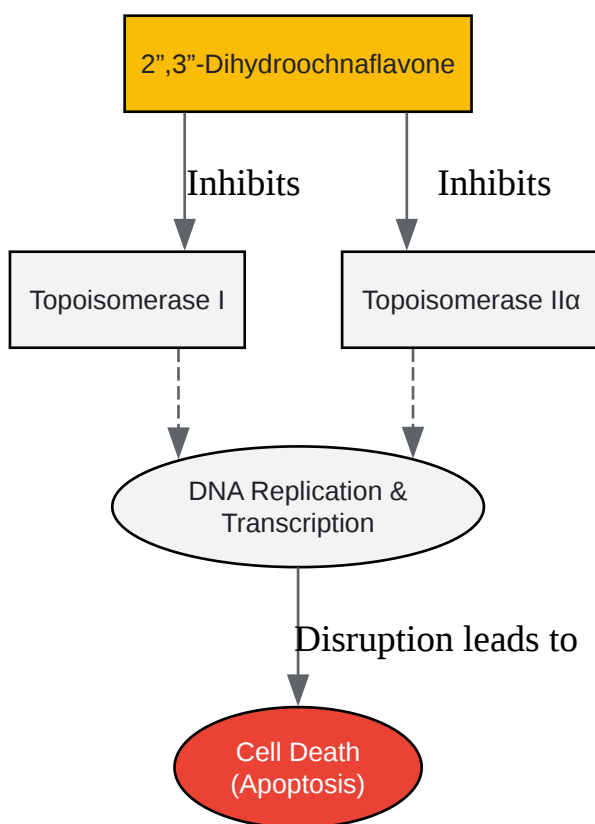 2”,3”-Dihydroochnaflavone
Inhibits
Inhibits
Topoisomerase I
Topoisomerase IIα
DNA Replication &
Transcription
Disruption leads to
Cell Death
(Apoptosis)